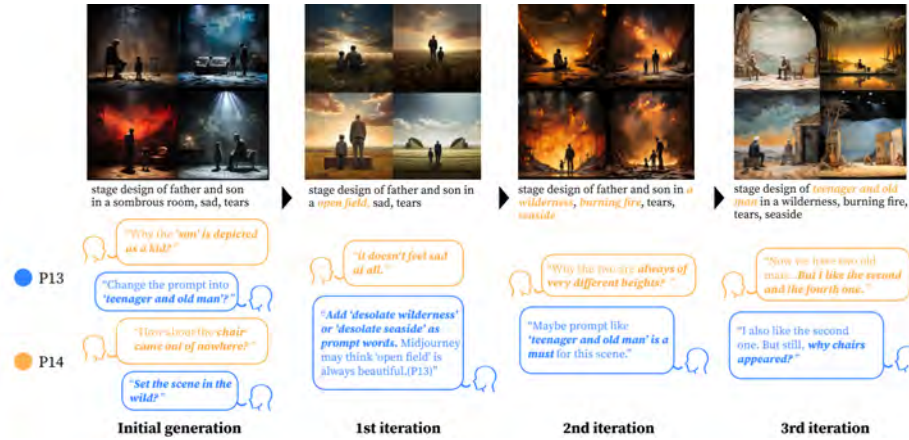 stage design of father and son
in a sombrous room, sad, tears
stage design of father and son in
a open field, sad, tears
stage design of father and son in a
wilderness, burning fire, tears,
seaside
stage design of teenager and old
man in a wilderness, burning fire,
tears, seaside
P13
P14
"Why the 'son' is depicted
as a kid?"
"Change the prompt into
'teenager and old man'?"
chair
came out of nowhere?"
"Set the scene in the
wild?"
"it doesn't feel sad
at all."
"Add 'desolate wilderness'
or 'desolate seaside' as
prompt words. Midjourney
may think 'open field' is
always beautiful.(P13)"
"Why the two are always of
very different heights?"
"Maybe prompt like
'teenager and old man' is a
must for this scene."
"Now we have two old
man...But i like the second
and the fourth one."
"I also like the second
one. But still, why chairs
appeared?"
Initial generation
1st iteration
2nd iteration
3rd iteration